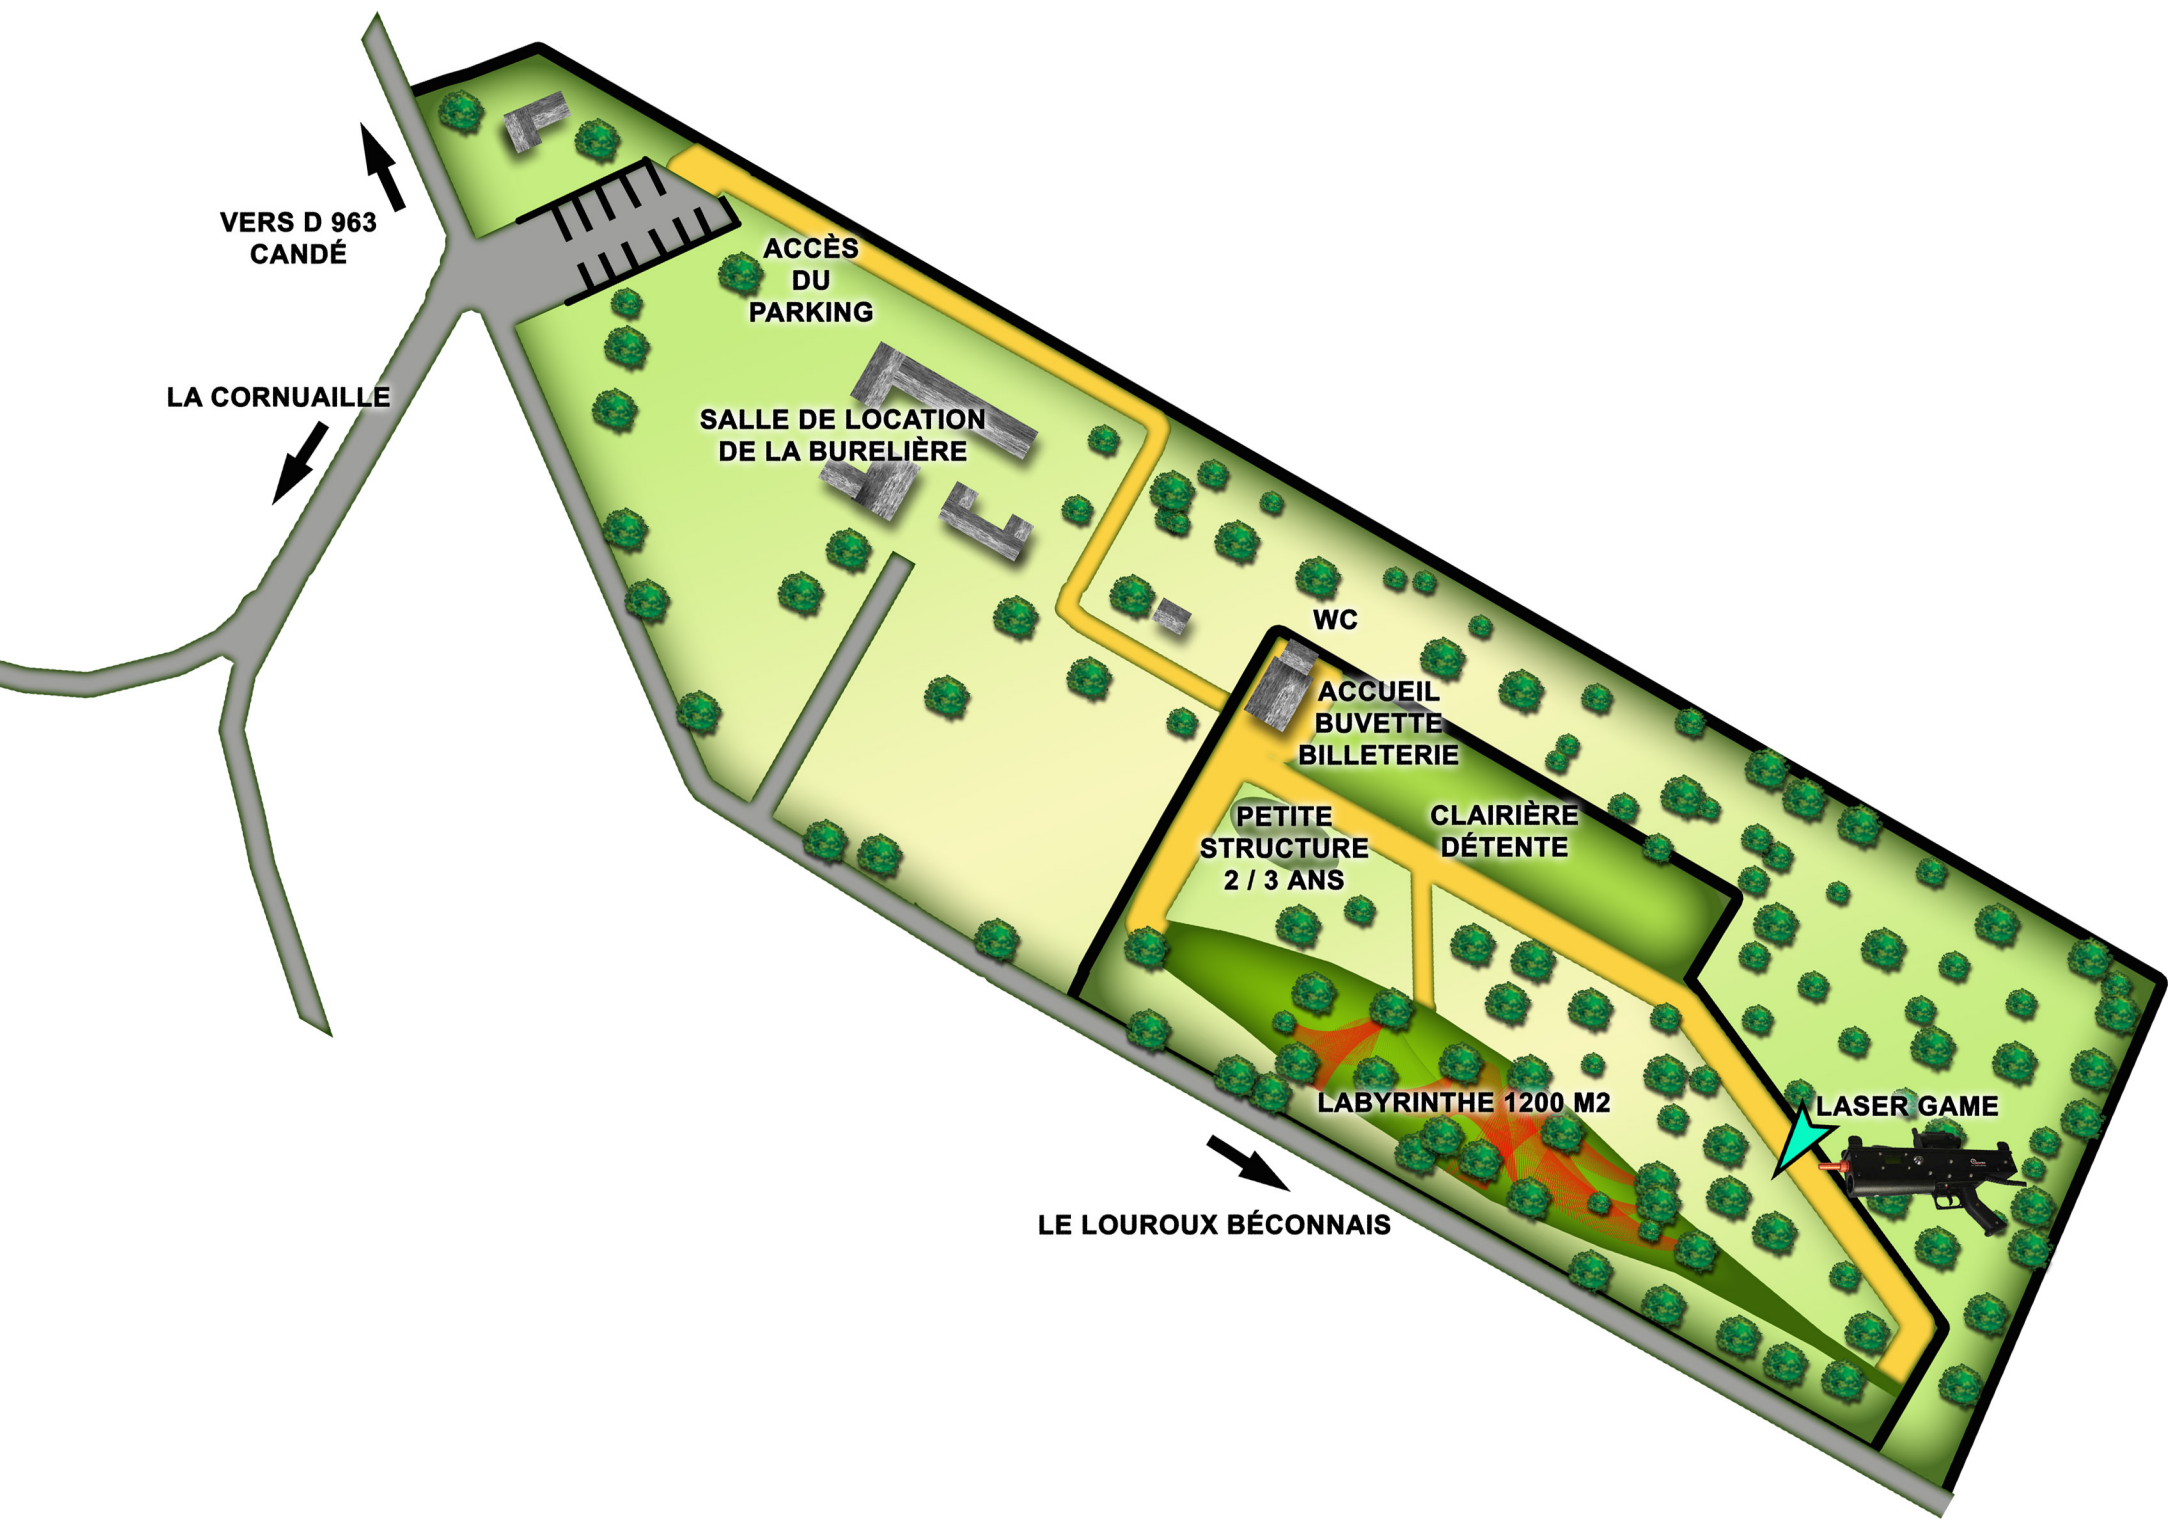 VERS D 963
CANDÉ
ACCÈS
DU
PARKING
LA CORNUAILLE
SALLE DE LOCATION
DE LA BURELIÈRE
WC
ACCUEIL
BUVETTE
BILLETERIE
PETITE
STRUCTURE
2 / 3 ANS
CLAIRIÈRE
DÉTENTE
LABYRINTHE 1200 M2
LASER GAME
LE LOUROUX BÉCONNAIS